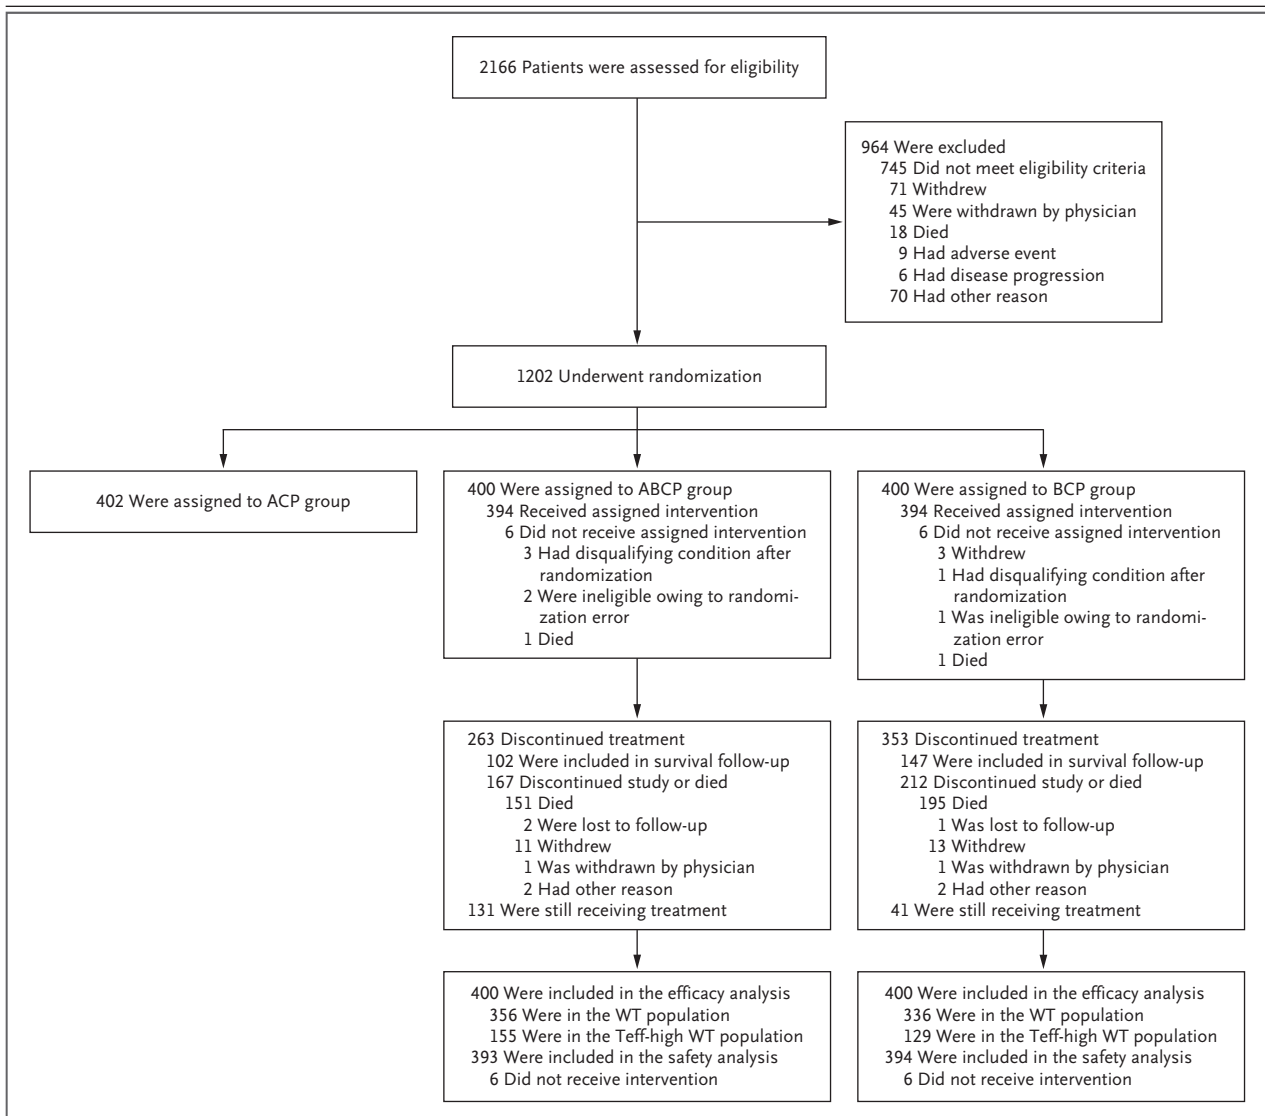 2166 Patients were assessed for eligibility
964 Were excluded
745 Did not meet eligibility criteria
71 Withdrew
45 Were withdrawn by physician
18 Died
9 Had adverse event
6 Had disease progression
70 Had other reason
1202 Underwent randomization
402 Were assigned to ACP group
400 Were assigned to ABCP group
394 Received assigned intervention
6 Did not receive assigned intervention
3 Had disqualifying condition after
randomization
2 Were ineligible owing to randomi-
zation error
1 Died
400 Were assigned to BCP group
394 Received assigned intervention
6 Did not receive assigned intervention
3 Withdrew
1 Had disqualifying condition after
randomization
1 Was ineligible owing to randomi-
zation error
1 Died
263 Discontinued treatment
102 Were included in survival follow-up
167 Discontinued study or died
151 Died
2 Were lost to follow-up
11 Withdrew
1 Was withdrawn by physician
2 Had other reason
131 Were still receiving treatment
353 Discontinued treatment
147 Were included in survival follow-up
212 Discontinued study or died
195 Died
1 Was lost to follow-up
13 Withdrew
1 Was withdrawn by physician
2 Had other reason
41 Were still receiving treatment
400 Were included in the efficacy analysis
356 Were in the WT population
155 Were in the Teff-high WT population
393 Were included in the safety analysis
6 Did not receive intervention
400 Were included in the efficacy analysis
336 Were in the WT population
129 Were in the Teff-high WT population
394 Were included in the safety analysis
6 Did not receive intervention